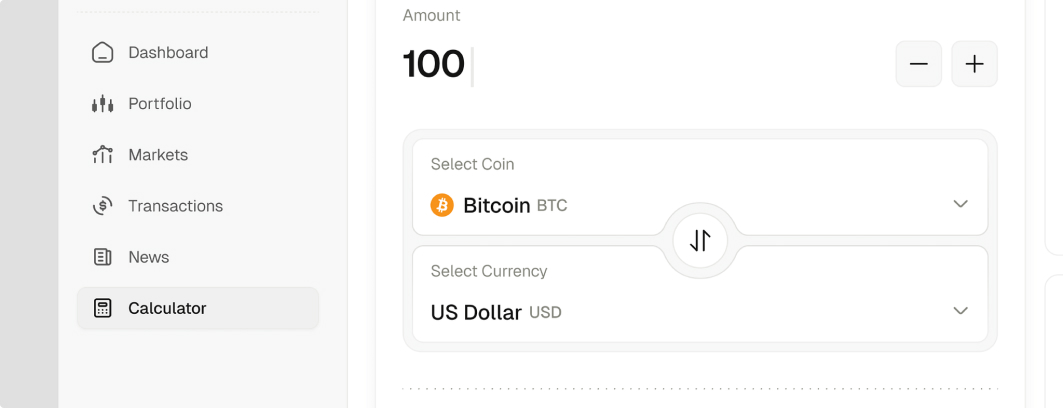 Dashboard
Portfolio
Markets
Transactions
News
Calculator
Amount
100
Select Coin
Bitcoin BTC
Select Currency
US Dollar USD